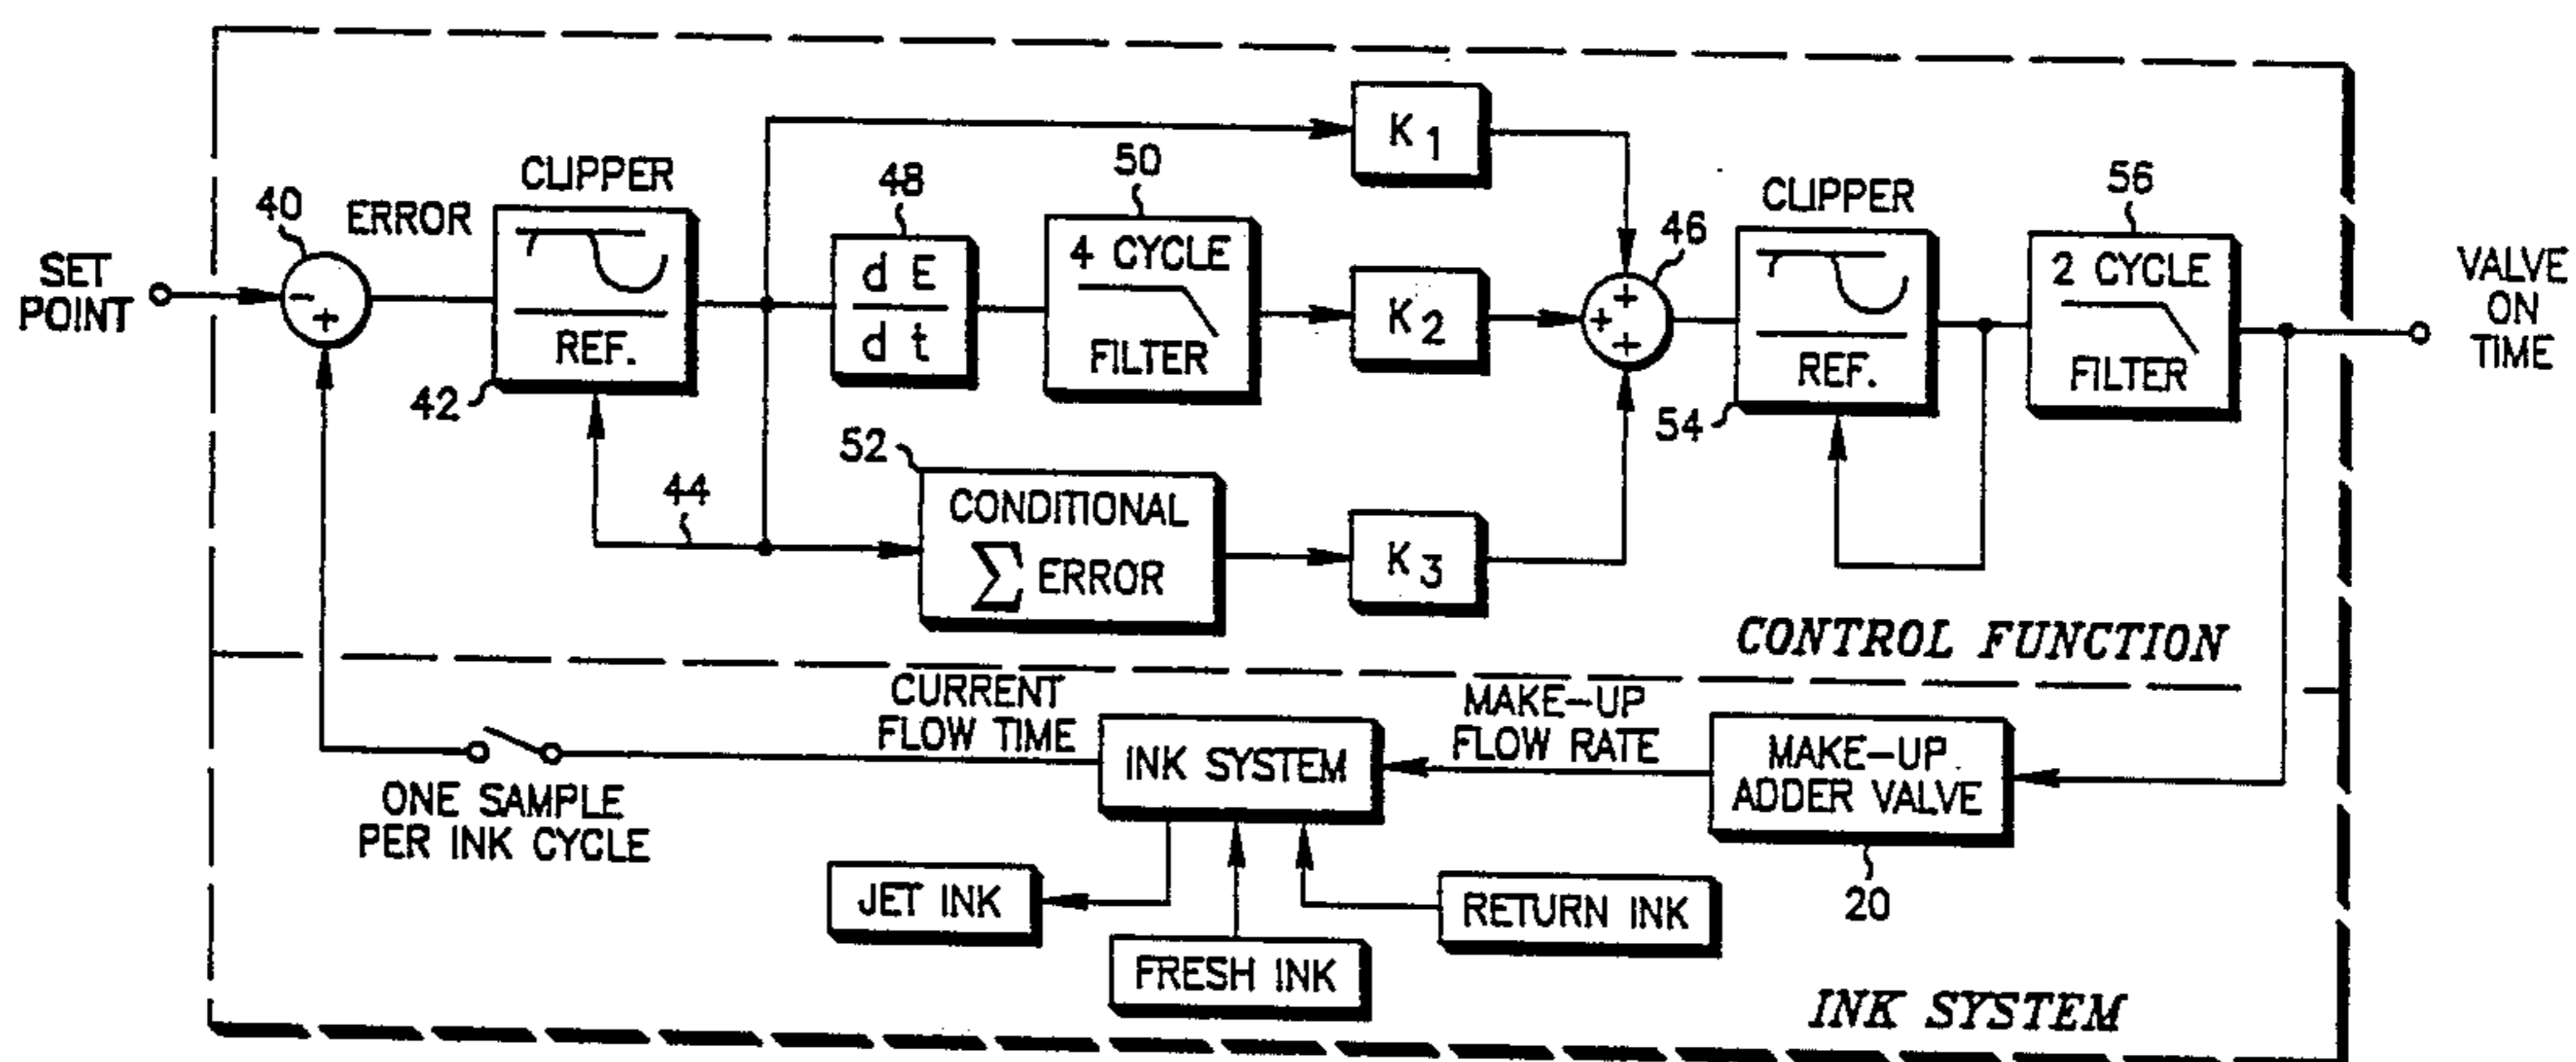 SET
POINT
40
ERROR
CLIPPER
REF.
42
44
48
d E
d t
50
4 CYCLE
FILTER
52
CONDITIONAL
∑ ERROR
K1
K2
K3
46
CLIPPER
REF.
54
56
2 CYCLE
FILTER
VALVE
ON
TIME
CONTROL FUNCTION
ONE SAMPLE
PER INK CYCLE
CURRENT
FLOW TIME
INK SYSTEM
MAKE-UP
FLOW RATE
MAKE-UP
ADDER VALVE
20
JET INK
FRESH INK
RETURN INK
INK SYSTEM